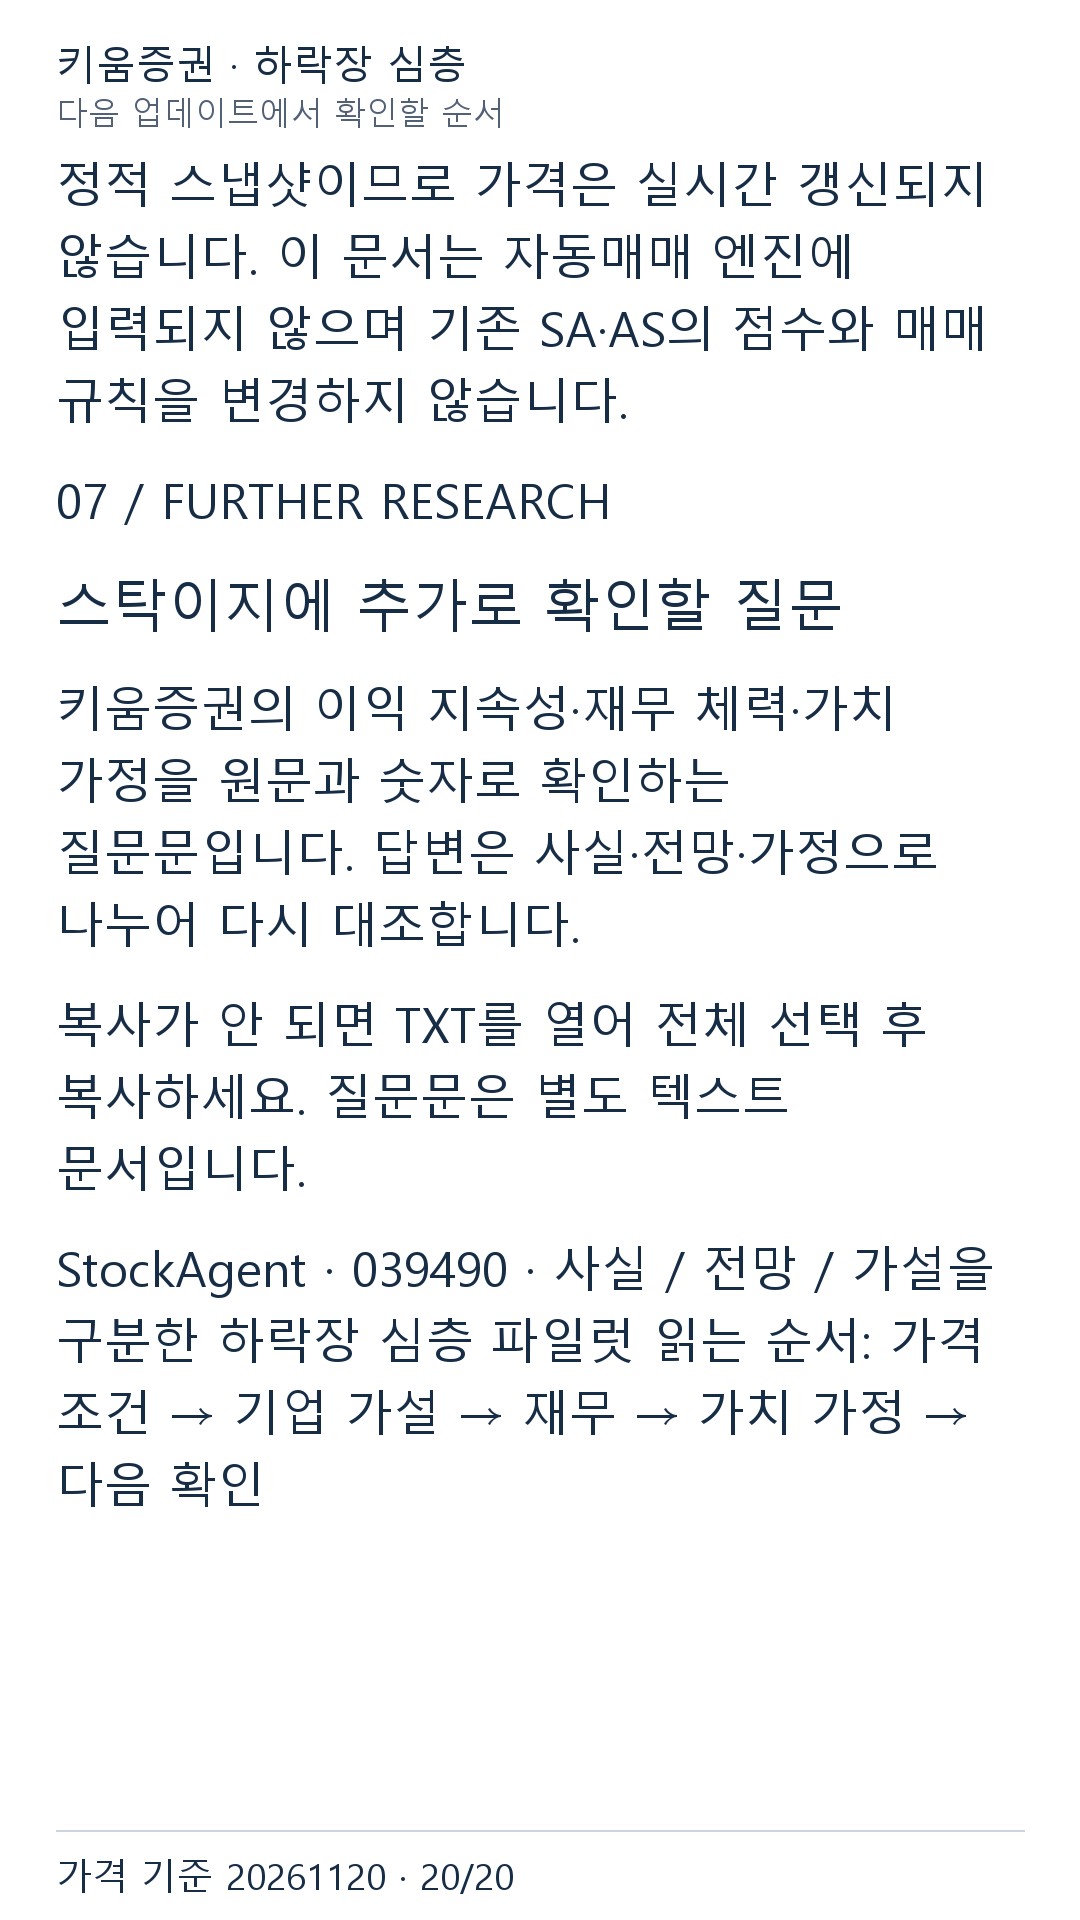 키움증권 · 하락장 심층
다음 업데이트에서 확인할 순서
정적 스냅샷이므로 가격은 실시간 갱신되지
않습니다. 이 문서는 자동매매 엔진에
입력되지 않으며 기존 SA·AS의 점수와 매매
규칙을 변경하지 않습니다.
07 / FURTHER RESEARCH
스탁이지에 추가로 확인할 질문
키움증권의 이익 지속성·재무 체력·가치
가정을 원문과 숫자로 확인하는
질문문입니다. 답변은 사실·전망·가정으로
나누어 다시 대조합니다.
복사가 안 되면 TXT를 열어 전체 선택 후
복사하세요. 질문문은 별도 텍스트
문서입니다.
StockAgent · 039490 · 사실 / 전망 / 가설을
구분한 하락장 심층 파일럿 읽는 순서: 가격
조건 → 기업 가설 → 재무 → 가치 가정 →
다음 확인
가격 기준 20261120 · 20/20